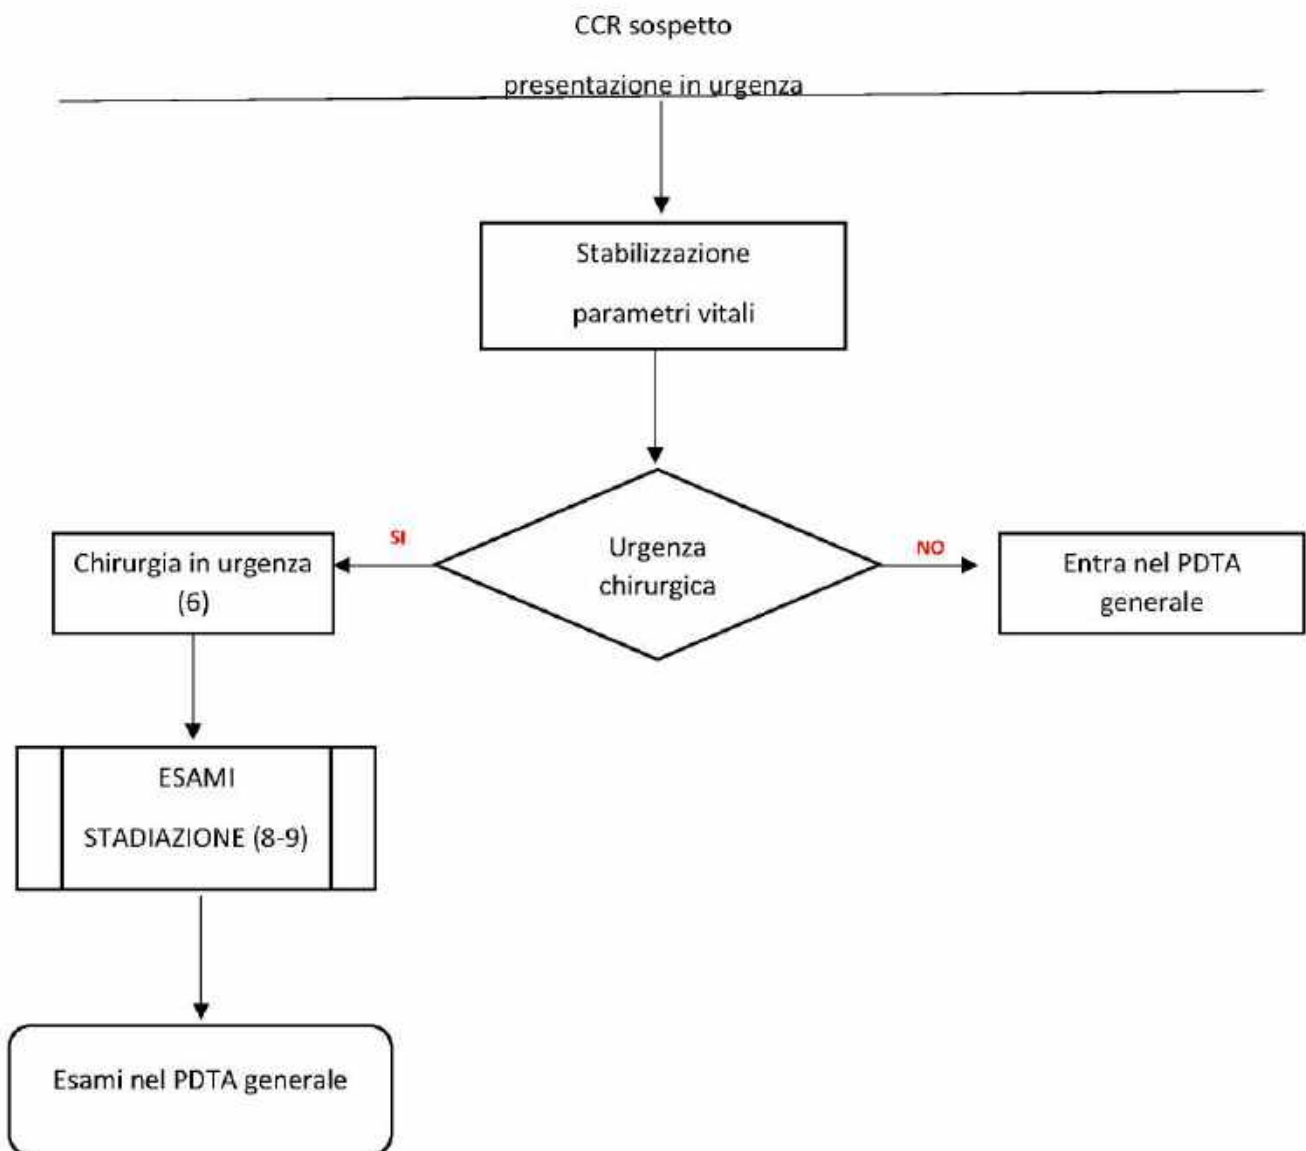 CCR sospetto
presentazione in urgenza
Stabilizzazione
parametri vitali
Urgenza
chirurgica
SI
NO
Chirurgia in urgenza
(6)
Entra nel PDTA
generale
ESAMI
STADIAZIONE (8-9)
Esami nel PDTA generale